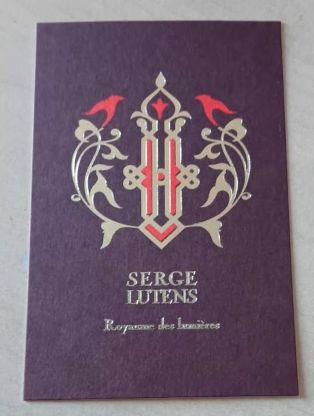 SERGE
LUTENS
Royaume des lumières